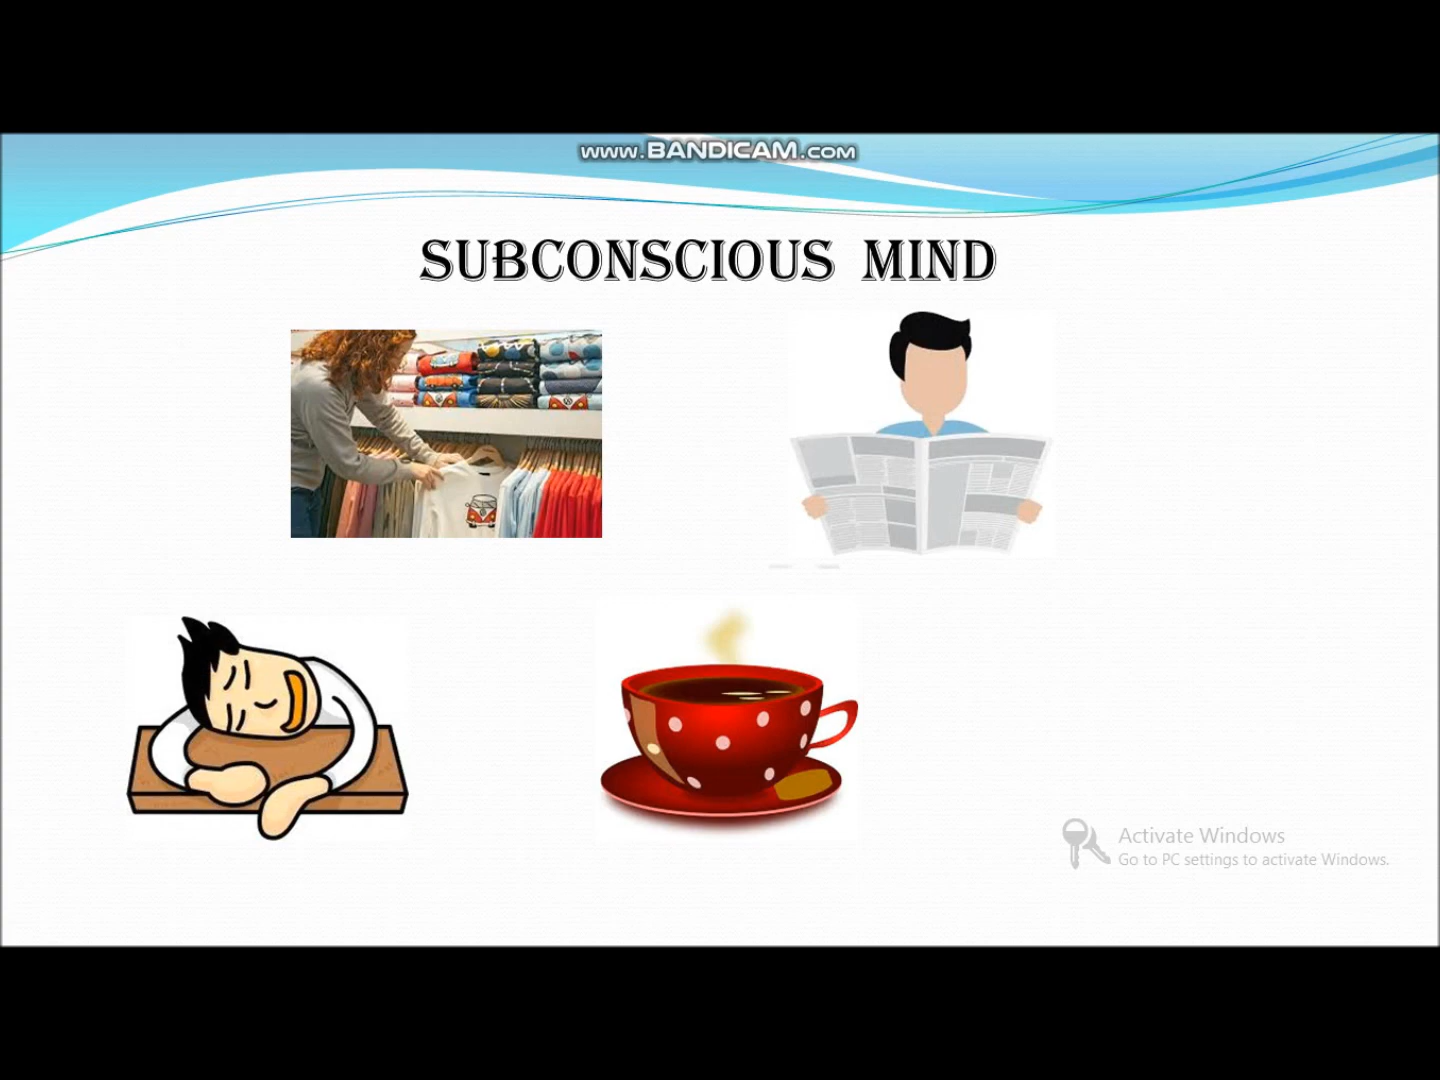 www.BANDICAM.com
SUBCONSCIOUS MIND
Activate Windows
Go to PC settings to activate Windows.